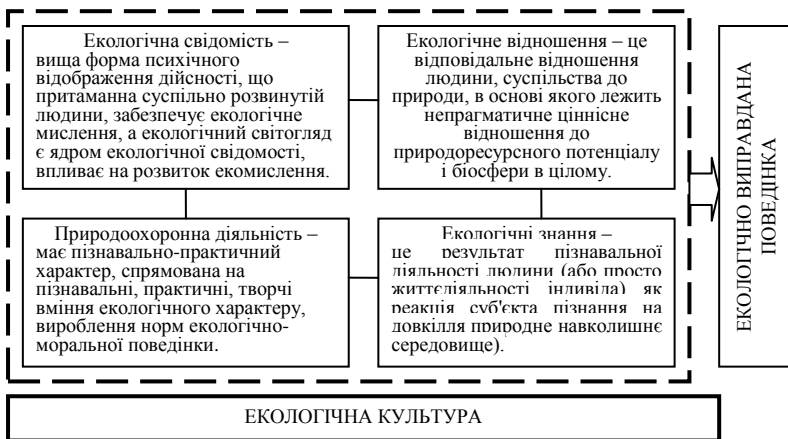 Екологічна свідомість –
вища форма психічного
відображення дійсності, що
притаманна суспільно розвинутій
людини, забезпечує екологічне
мислення, а екологічний світогляд
є ядром екологічної свідомості,
впливає на розвиток екомислення.
Екологічне відношення – це
відповідальне відношення
людини, суспільства до
природи, в основі якого лежить
непрагматичне ціннісне
відношення до
природоресурсного потенціалу
і біосфери в цілому.
Природоохоронна діяльність –
має пізнавально-практичний
характер, спрямована на
пізнавальні, практичні, творчі
вміння екологічного характеру,
вироблення норм екологічно-
моральної поведінки.
Екологічні знання –
це результат пізнавальної
діяльності людини (або просто
життєдіяльності індивіда) як
реакція суб'єкта пізнання на
довкілля природне навколишнє
середовище).
ЕКОЛОГІЧНО ВИПРАВДАНА
ПОВЕДІНКА
ЕКОЛОГІЧНА КУЛЬТУРА